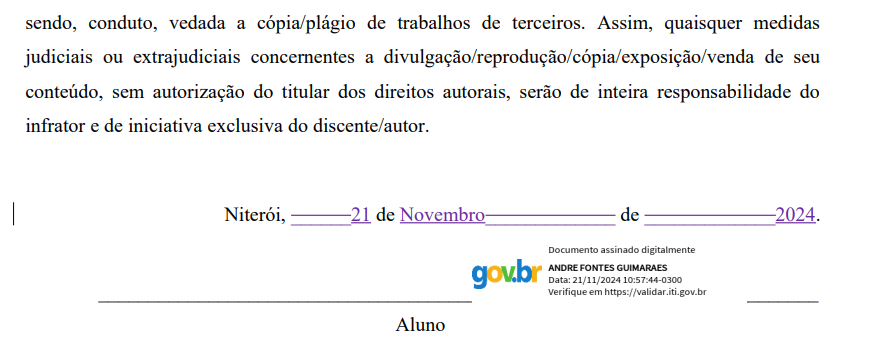 sendo, conduto, vedada a cópia/plágio de trabalhos de terceiros. Assim, quaisquer medidas
judiciais ou extrajudiciais concernentes a divulgação/reprodução/cópia/exposição/venda de seu
conteúdo, sem autorização do titular dos direitos autorais, serão de inteira responsabilidade do
infrator e de iniciativa exclusiva do discente/autor.
Niterói, ______21 de Novembro_____________ de _____________2024.
Documento assinado digitalmente
gov.br ANDRE FONTES GUIMARAES
Data: 21/11/2024 10:57:44-0300
Verifique em https://validar.iti.gov.br
Aluno